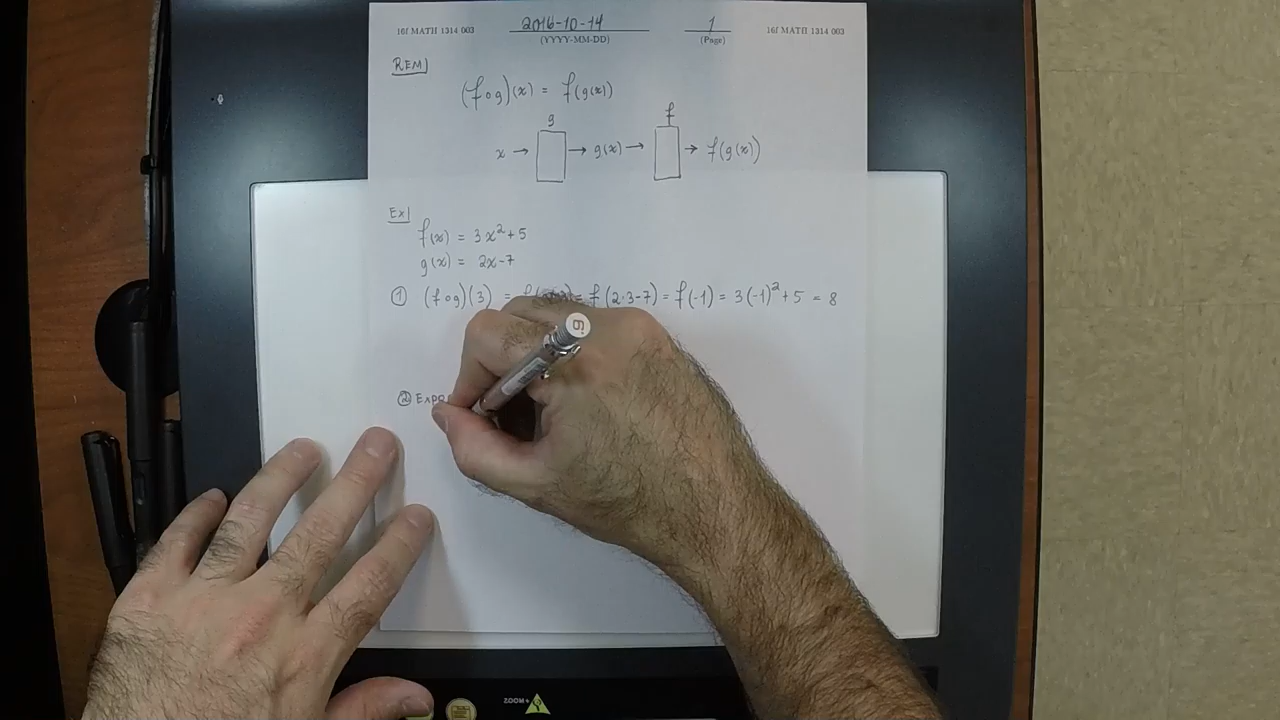 16f MATH 1314 003 2016-10-14 1 16f MATH 1314 003
(YYYY-MM-DD) (Page)
REM
(f∘g)(x) = f(g(x))
g f
x → → g(x) → → f(g(x))
Ex
f(x) = 3x²+5
g(x) = 2x-7
① (f∘g)(3) = = f(2·3-7) = f(-1) = 3(-1)²+5 = 8
②
ZOOM+